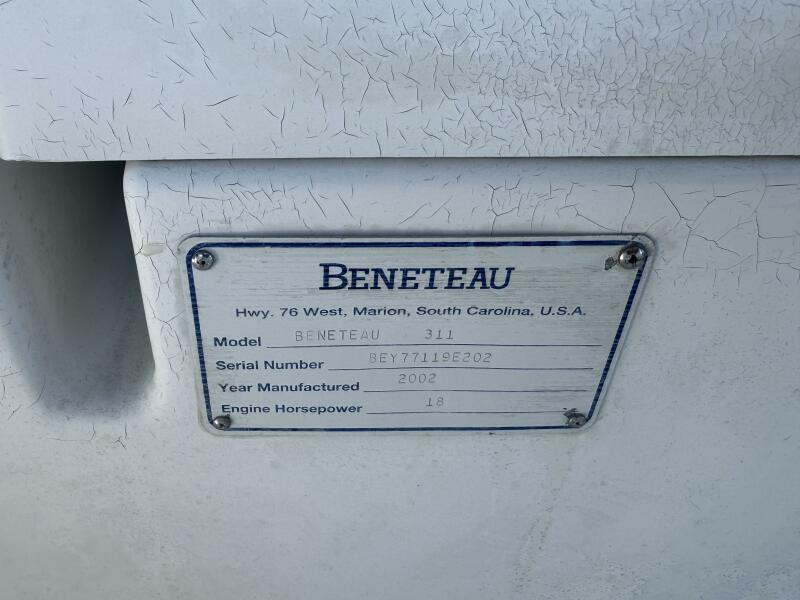 BENETEAU
Hwy. 76 West, Marion, South Carolina, U.S.A.
Model BENETEAU 311
Serial Number BEY77119E202
Year Manufactured 2002
Engine Horsepower 18